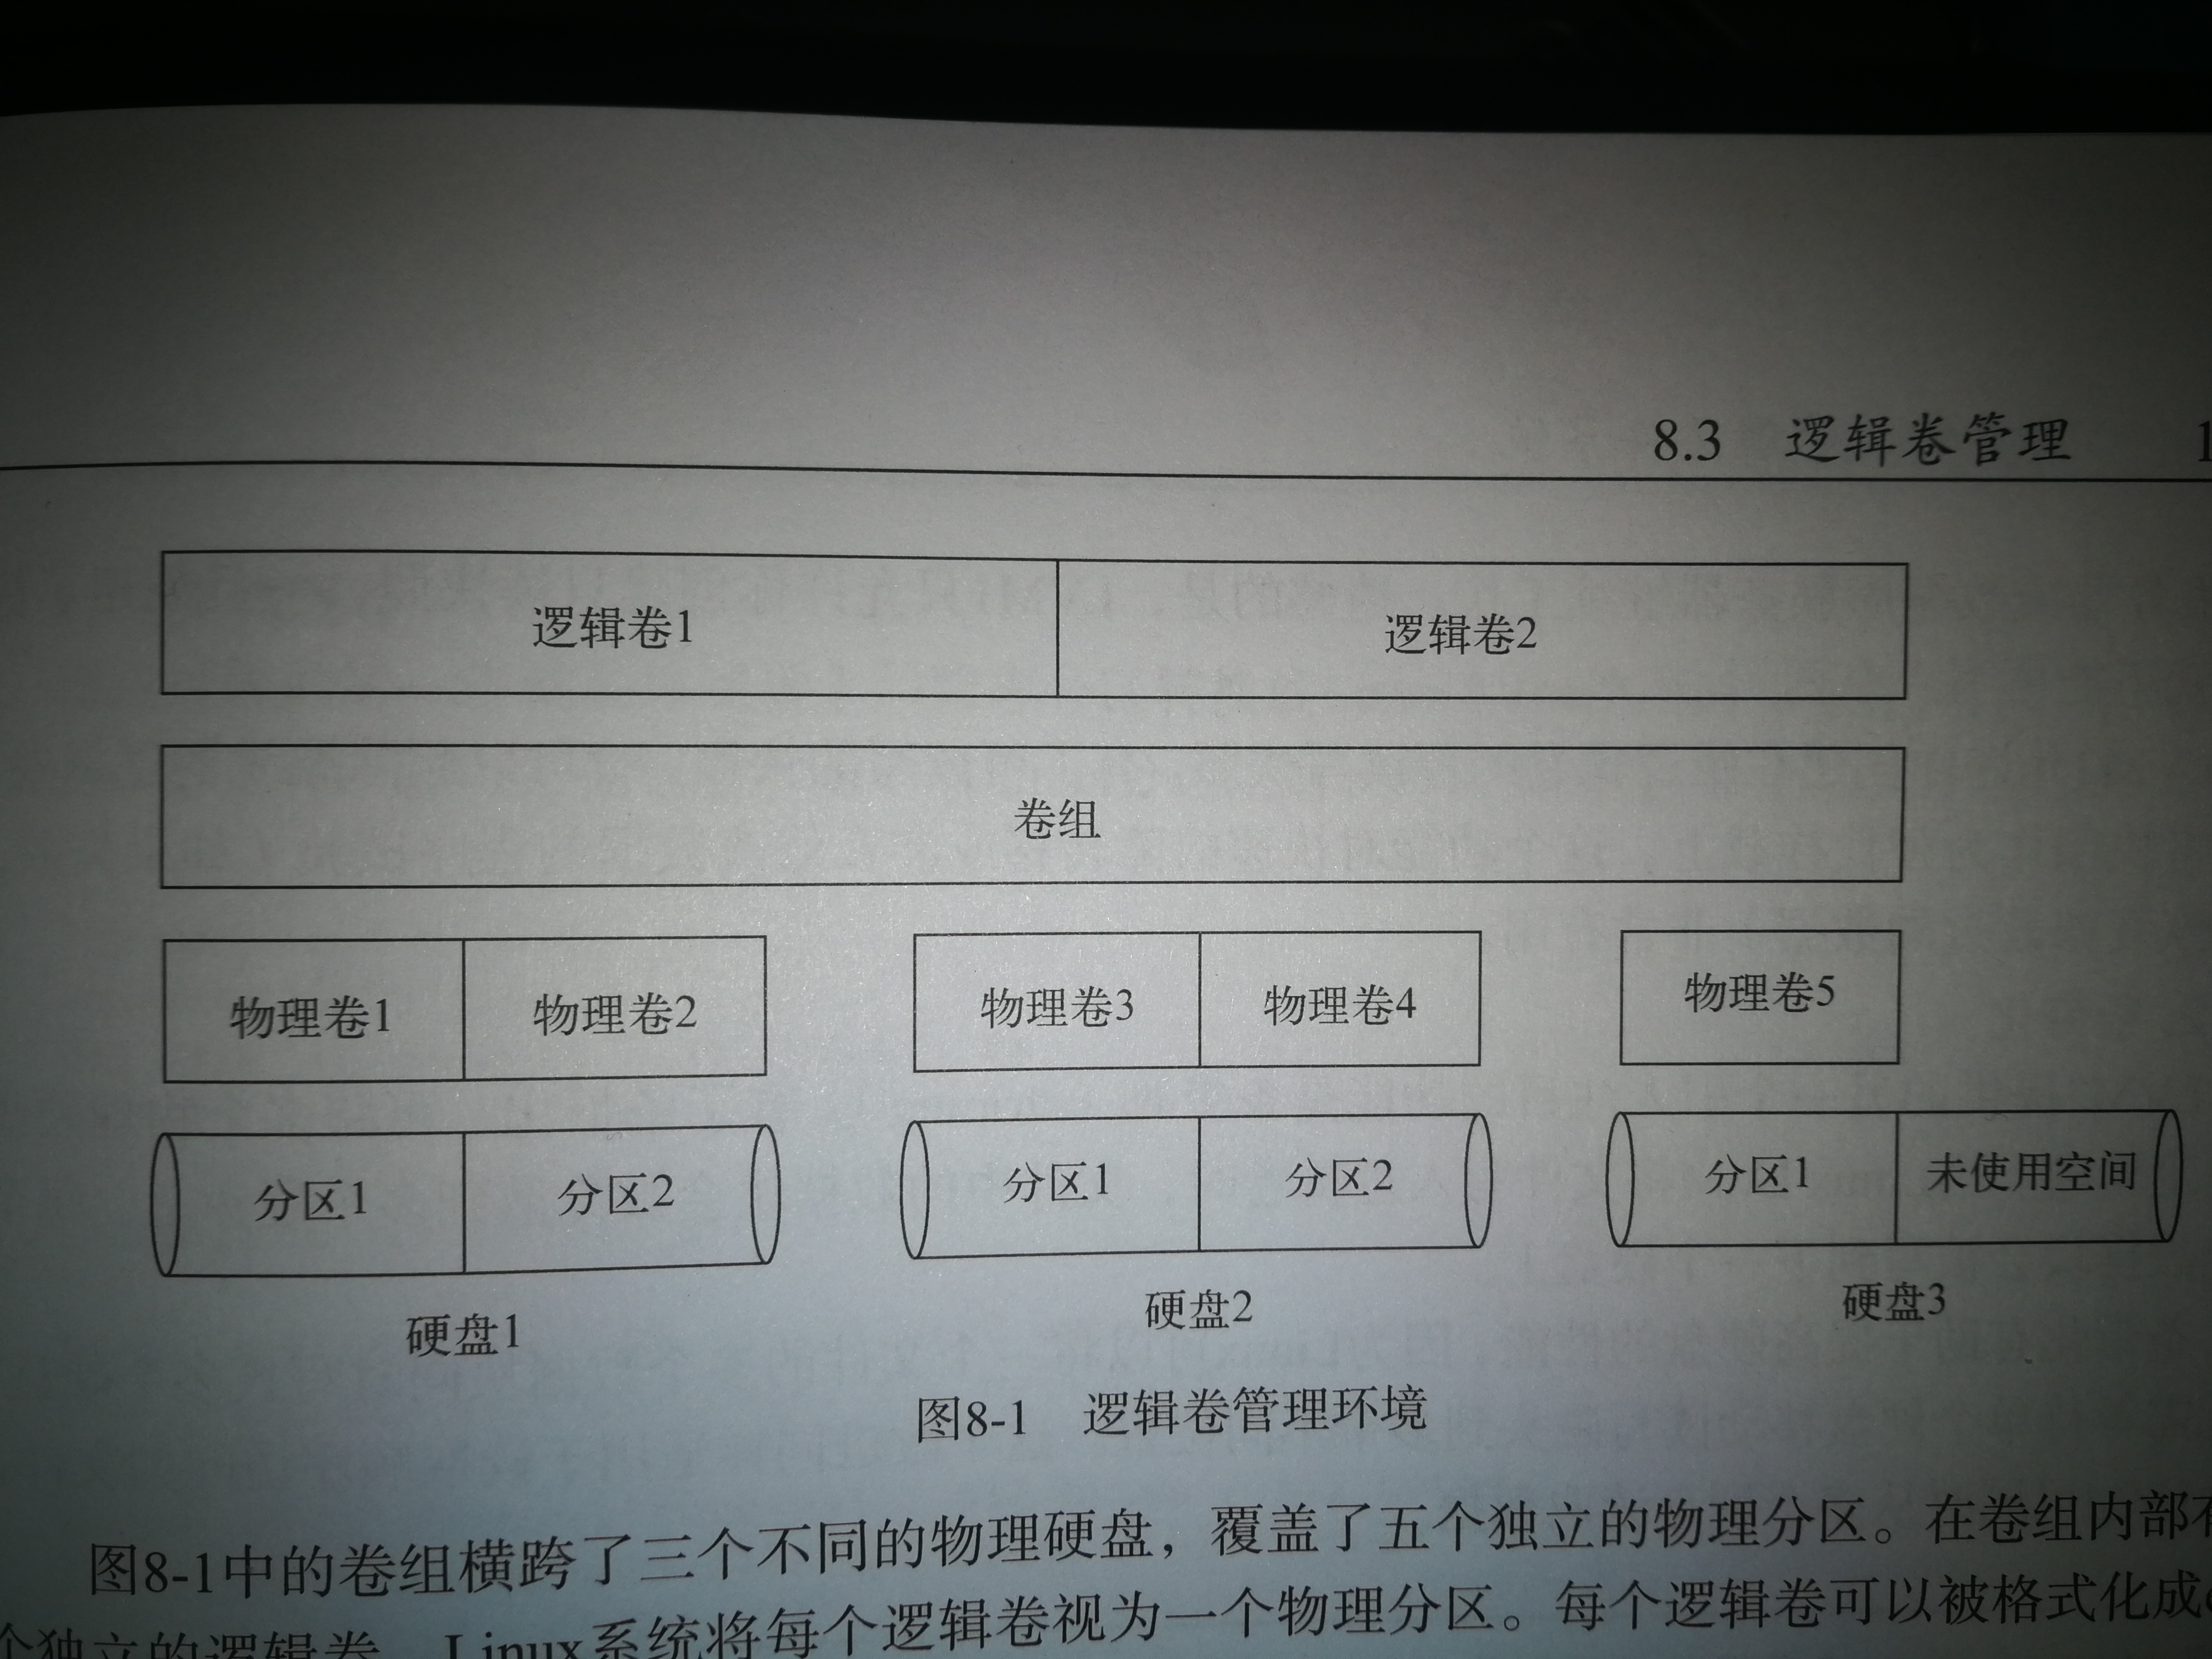 8.3 逻辑卷管理 1
逻辑卷1 逻辑卷2
卷组
物理卷1 物理卷2 物理卷3 物理卷4 物理卷5
分区1 分区2 分区1 分区2 分区1 未使用空间
硬盘1 硬盘2 硬盘3
图8-1 逻辑卷管理环境
图8-1中的卷组横跨了三个不同的物理硬盘，覆盖了五个独立的物理分区。在卷组内部有
个独立的逻辑卷。Linux系统将每个逻辑卷视为一个物理分区。每个逻辑卷可以被格式化成